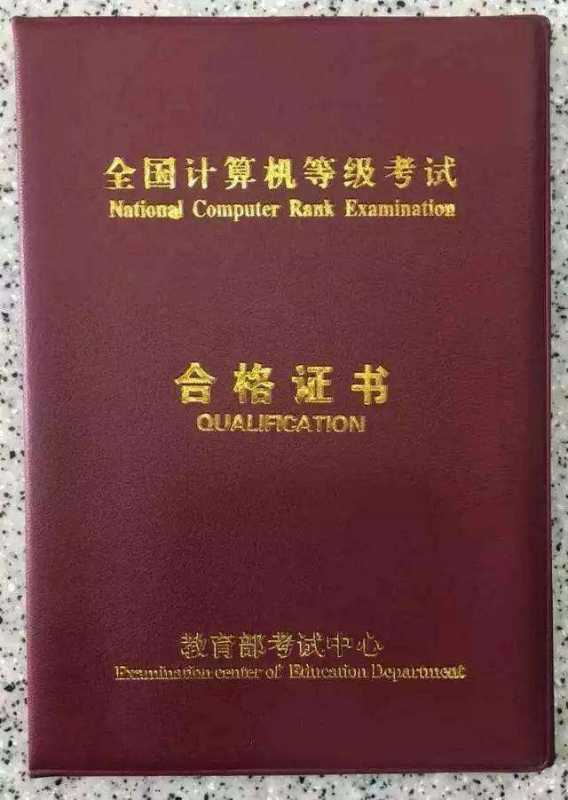 全国计算机等级考试
National Computer Rank Examination
合格证书
QUALIFICATION
教育部考试中心
Examination center of Education Department